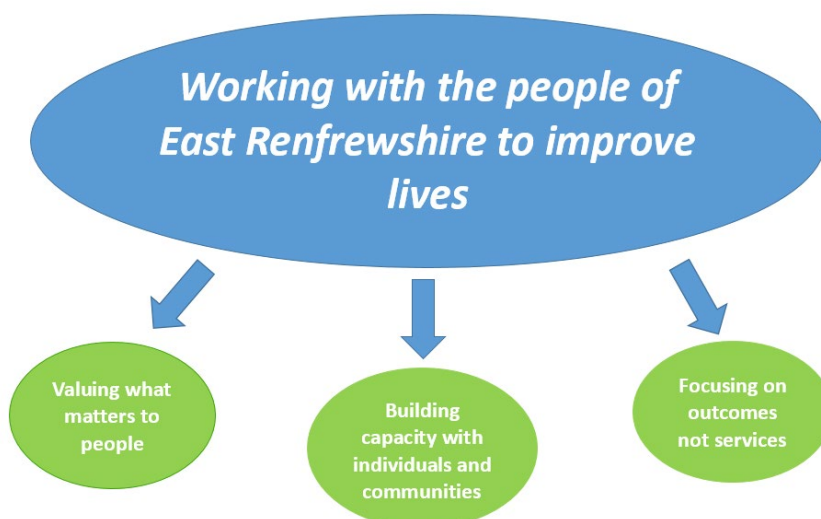 Working with the people of
East Renfrewshire to improve
lives
Valuing what
matters to
people
Building
capacity with
individuals and
communities
Focusing on
outcomes
not services